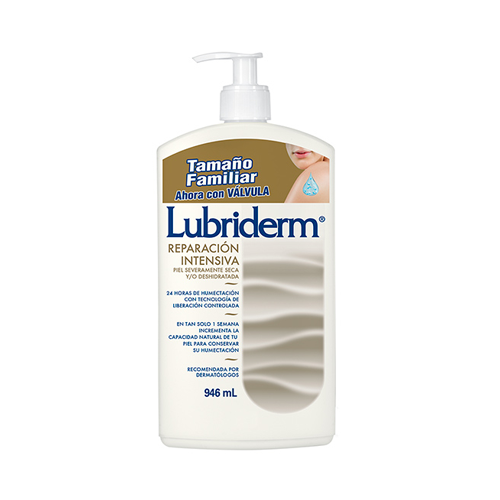 Tamaño
Familiar
Ahora con VÁLVULA
Lubriderm®
REPARACIÓN
INTENSIVA
PIEL SEVERAMENTE SECA
Y/O DESHIDRATADA
24 HORAS DE HUMECTACIÓN
CON TECNOLOGÍA DE
LIBERACIÓN CONTROLADA
EN TAN SOLO 1 SEMANA
INCREMENTA LA
CAPACIDAD NATURAL DE TU
PIEL PARA CONSERVAR
SU HUMECTACIÓN
RECOMENDADA POR
DERMATÓLOGOS
946 mL